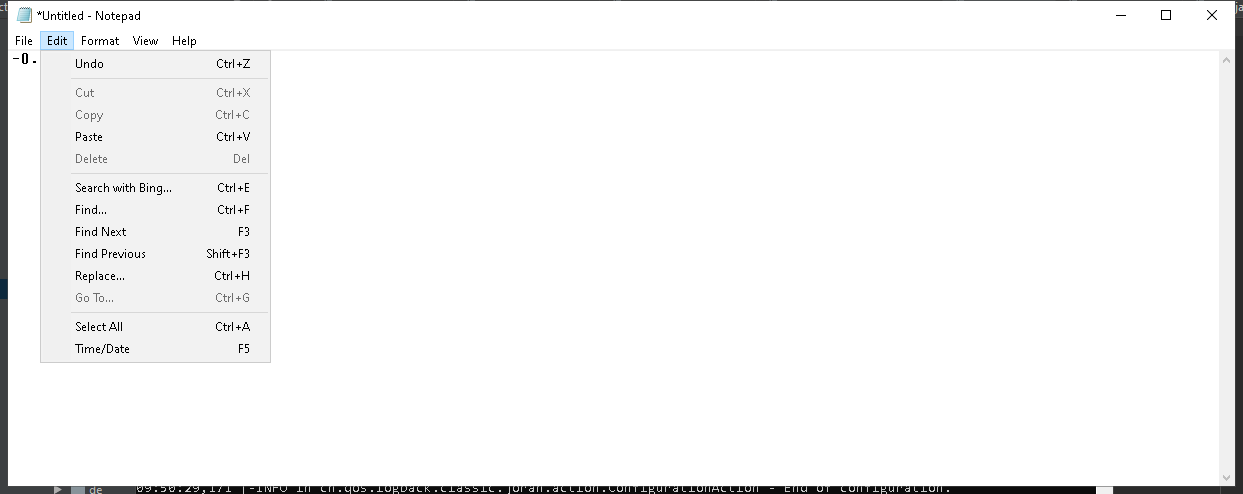 *Untitled - Notepad
File Edit Format View Help
-0.
Undo Ctrl+Z
Cut Ctrl+X
Copy Ctrl+C
Paste Ctrl+V
Delete Del
Search with Bing... Ctrl+E
Find... Ctrl+F
Find Next F3
Find Previous Shift+F3
Replace... Ctrl+H
Go To... Ctrl+G
Select All Ctrl+A
Time/Date F5
de 09:50:29,171 |-INFO in ch.qos.logback.classic.joran.action.ConfigurationAction - End of configuration.